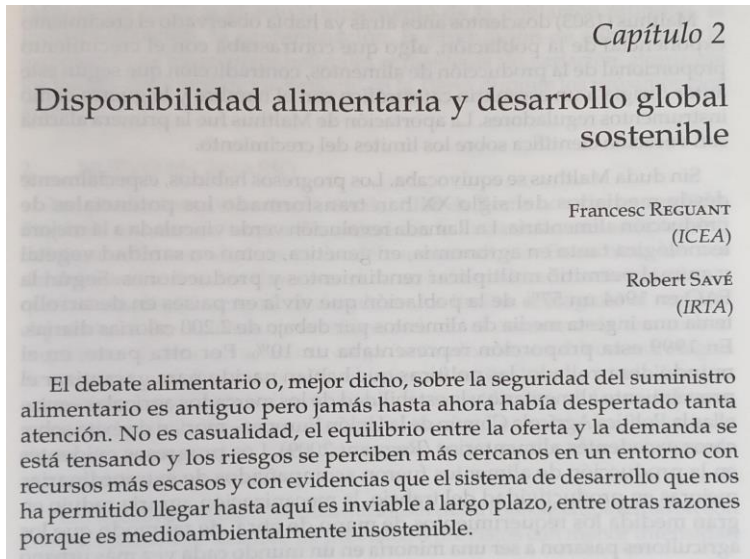 Capítulo 2
Disponibilidad alimentaria y desarrollo global
sostenible
Francesc REGUANT
(ICEA)
Robert SAVÉ
(IRTA)
El debate alimentario o, mejor dicho, sobre la seguridad del suministro
alimentario es antiguo pero jamás hasta ahora había despertado tanta
atención. No es casualidad, el equilibrio entre la oferta y la demanda se
está tensando y los riesgos se perciben más cercanos en un entorno con
recursos más escasos y con evidencias que el sistema de desarrollo que nos
ha permitido llegar hasta aquí es inviable a largo plazo, entre otras razones
porque es medioambientalmente insostenible.